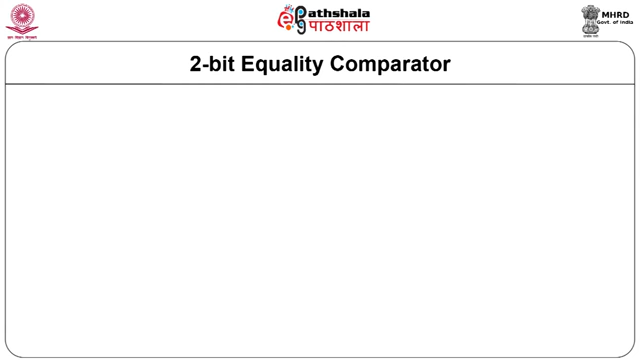 ePathshala
पाठशाला
MHRD
Govt. of India
2-bit Equality Comparator